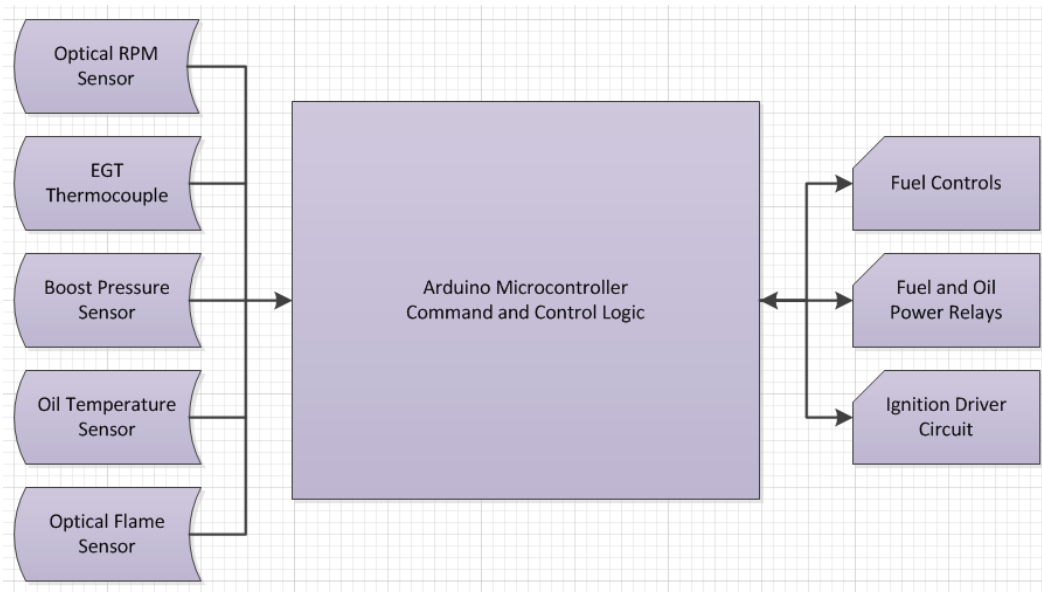 Optical RPM
Sensor
EGT
Thermocouple
Boost Pressure
Sensor
Oil Temperature
Sensor
Optical Flame
Sensor
Arduino Microcontroller
Command and Control Logic
Fuel Controls
Fuel and Oil
Power Relays
Ignition Driver
Circuit